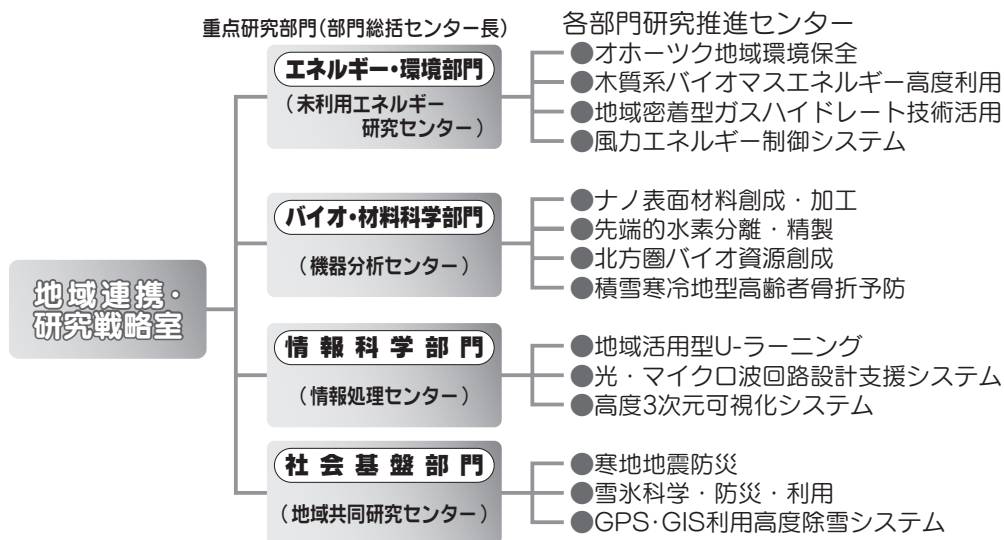 重点研究部門(部門総括センター長)
各部門研究推進センター
地域連携・
研究戦略室
エネルギー・環境部門
(未利用エネルギー
研究センター)
●オホーツク地域環境保全
●木質系バイオマスエネルギー高度利用
●地域密着型ガスハイドレート技術活用
●風力エネルギー制御システム
バイオ・材料科学部門
(機器分析センター)
●ナノ表面材料創成・加工
●先端的水素分離・精製
●北方圏バイオ資源創成
●積雪寒冷地型高齢者骨折予防
情報科学部門
(情報処理センター)
●地域活用型U-ラーニング
●光・マイクロ波回路設計支援システム
●高度3次元可視化システム
社会基盤部門
(地域共同研究センター)
●寒地地震防災
●雪氷科学・防災・利用
●GPS・GIS利用高度除雪システム